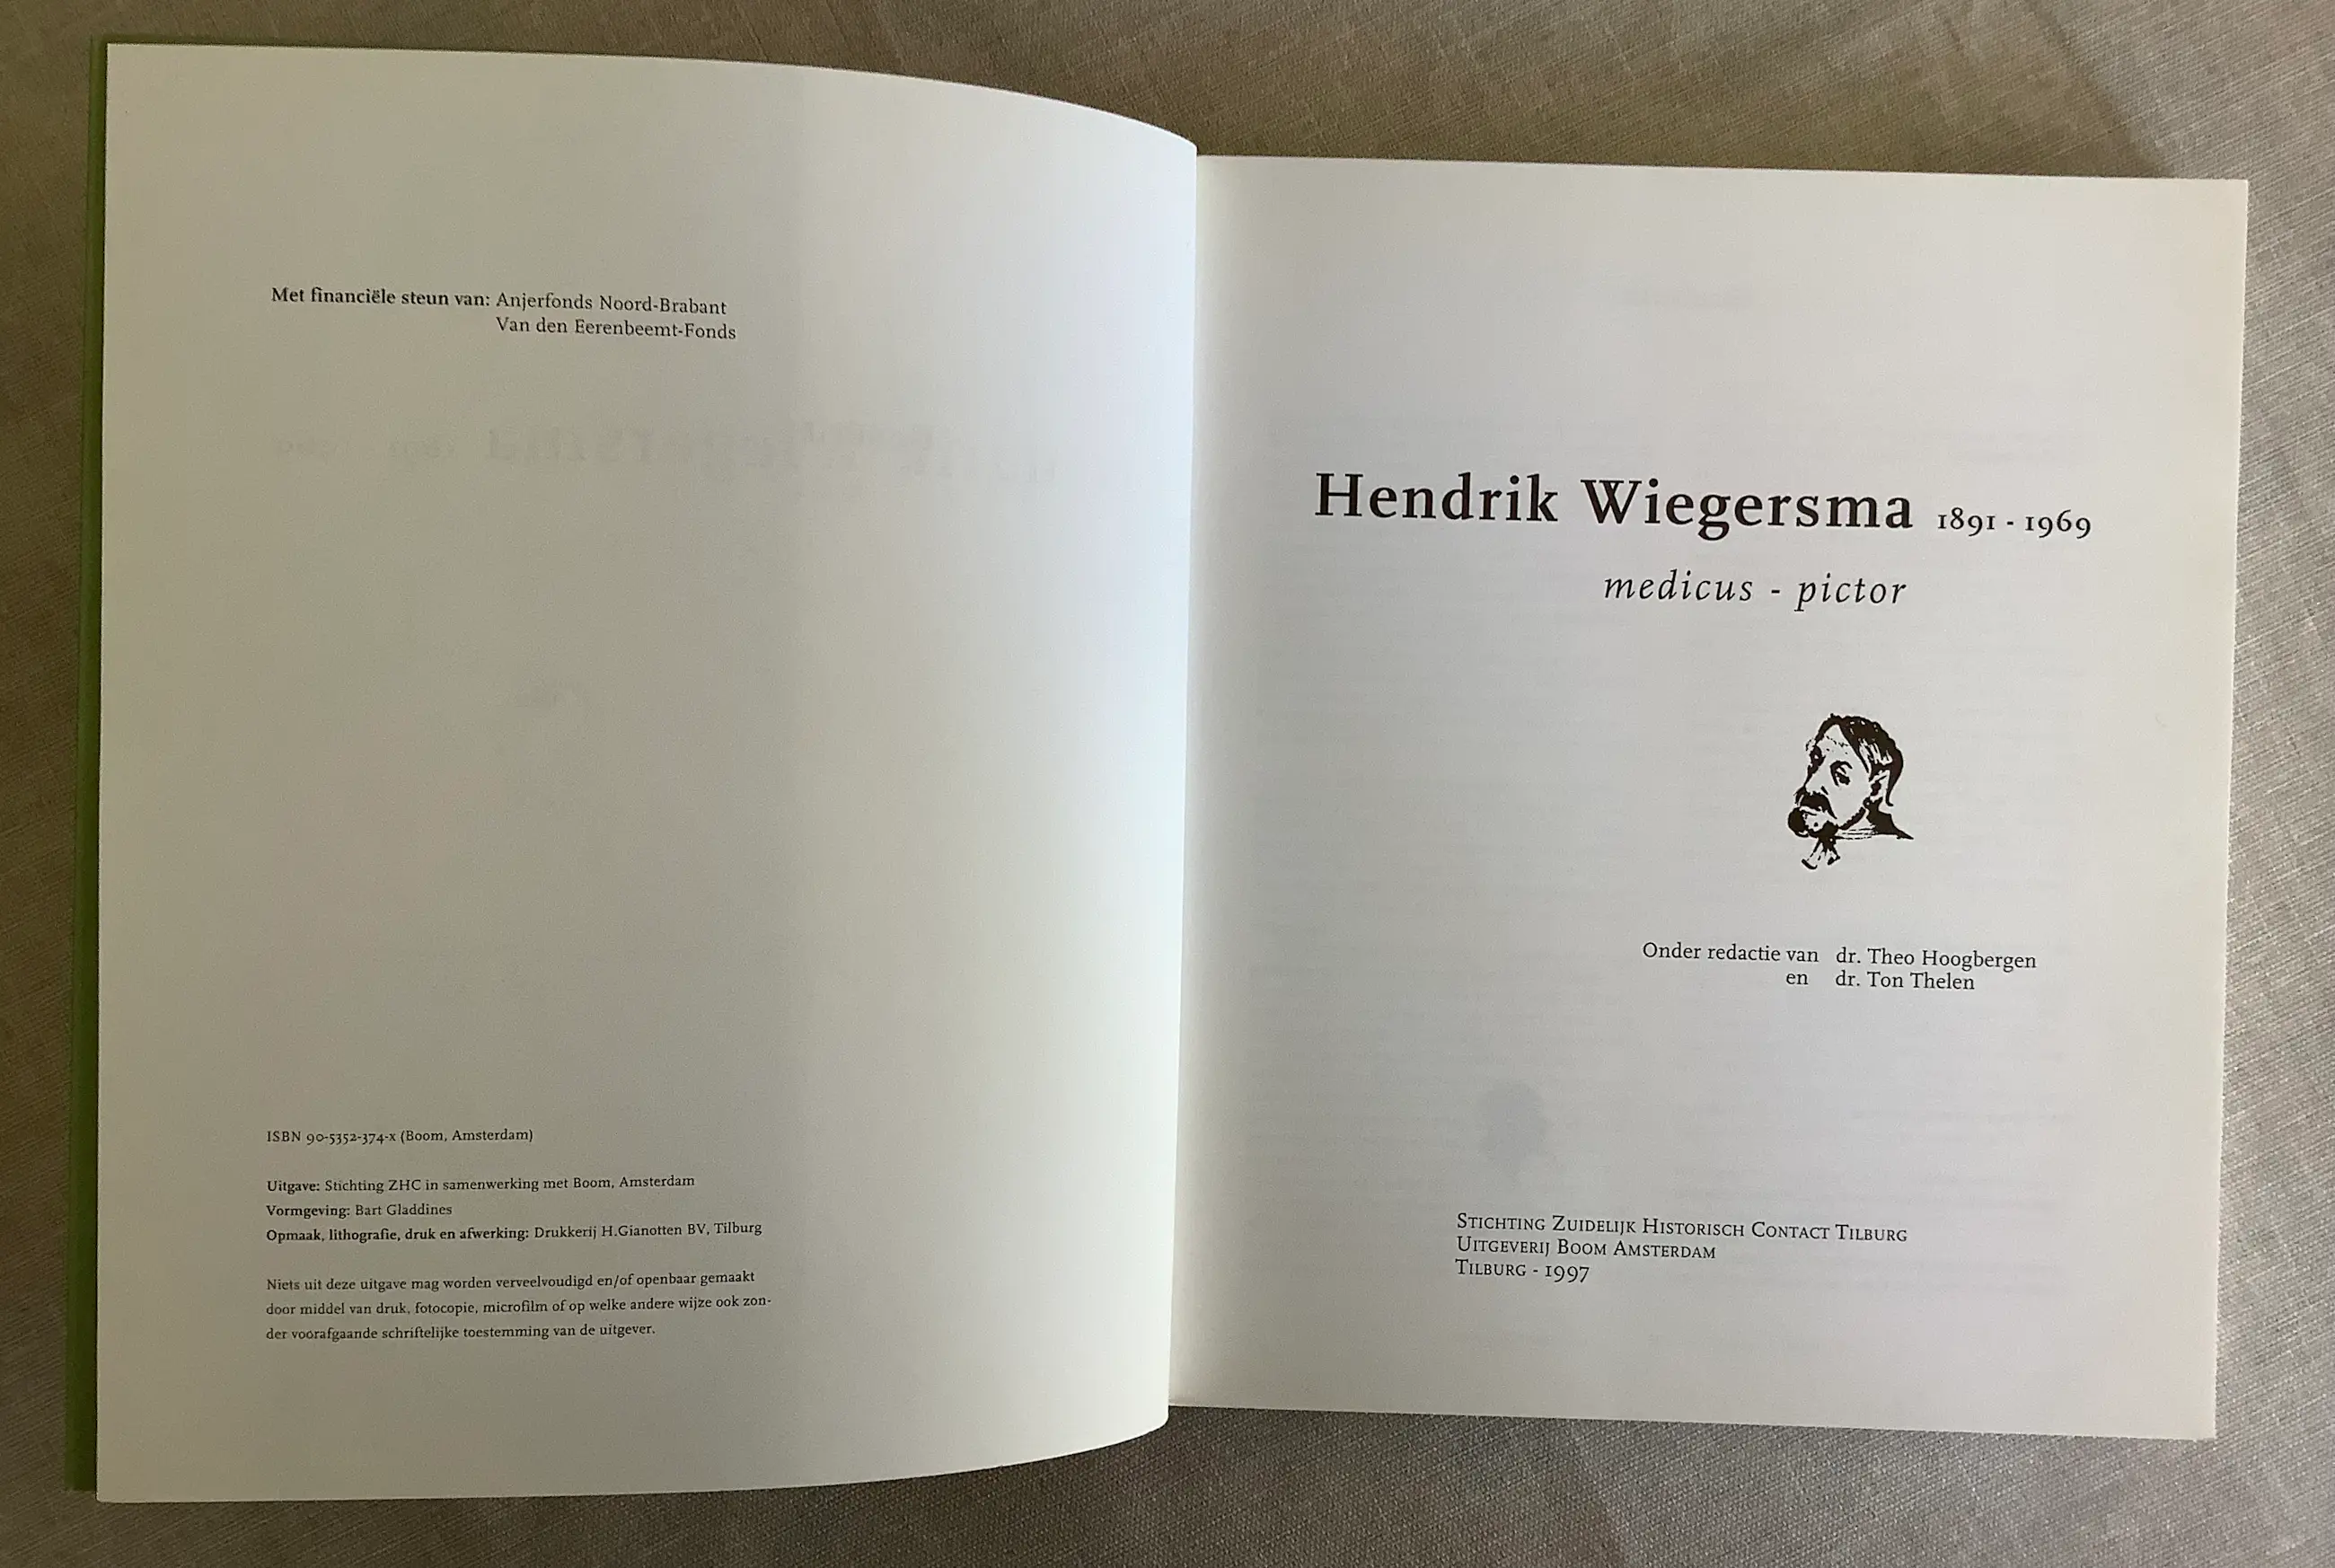 Met financiële steun van: Anjerfonds Noord-Brabant
Van den Eerenbeemt-Fonds
ISBN 90-5352-374-x (Boom, Amsterdam)
Uitgave: Stichting ZHC in samenwerking met Boom, Amsterdam
Vormgeving: Bart Gladdines
Opmaak, lithografie, druk en afwerking: Drukkerij H.Gianotten BV, Tilburg
Niets uit deze uitgave mag worden verveelvoudigd en/of openbaar gemaakt
door middel van druk, fotocopie, microfilm of op welke andere wijze ook zon-
der voorafgaande schriftelijke toestemming van de uitgever.
Hendrik Wiegersma 1891 - 1969
medicus - pictor
Onder redactie van dr. Theo Hoogbergen
en dr. Ton Thelen
STICHTING ZUIDELIJK HISTORISCH CONTACT TILBURG
UITGEVERIJ BOOM AMSTERDAM
TILBURG - 1997